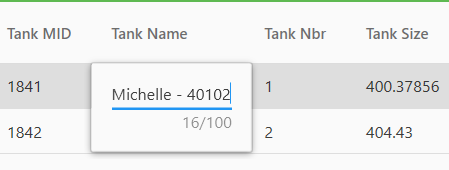 Tank MID Tank Name Tank Nbr Tank Size
1841 Michelle - 40102 1 400.37856
16/100
1842 2 404.43